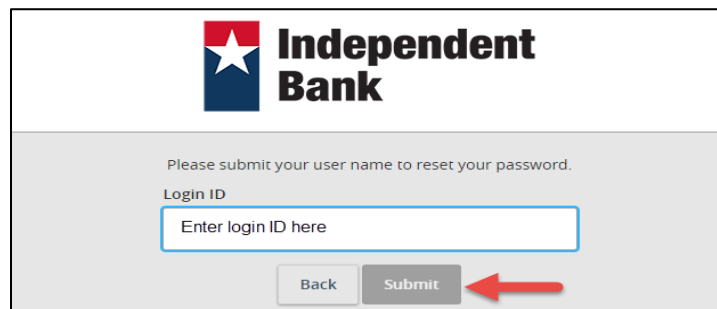 Independent
Bank
Please submit your user name to reset your password.
Login ID
Enter login ID here
Back Submit